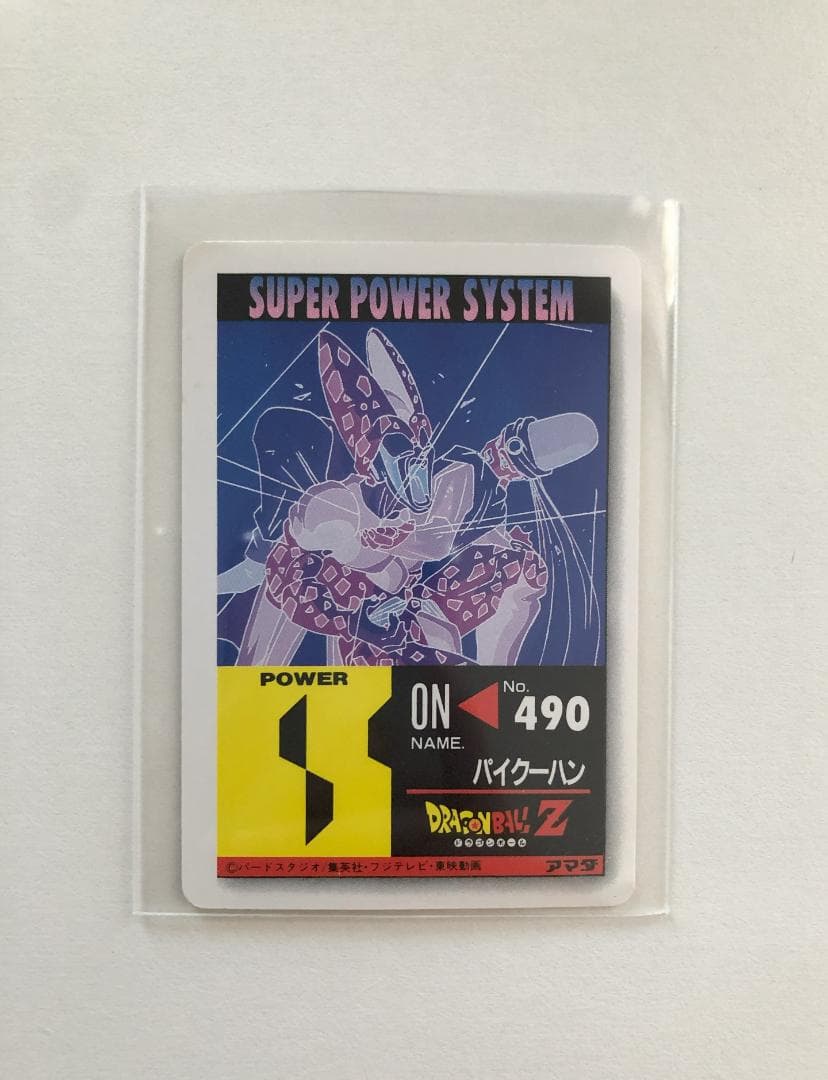 SUPER POWER SYSTEM
POWER
ON
No.
490
NAME.
パイクーハン
DRAGON BALL Z
ドラゴンボール
©バードスタジオ/集英社・フジテレビ・東映動画
アマダ